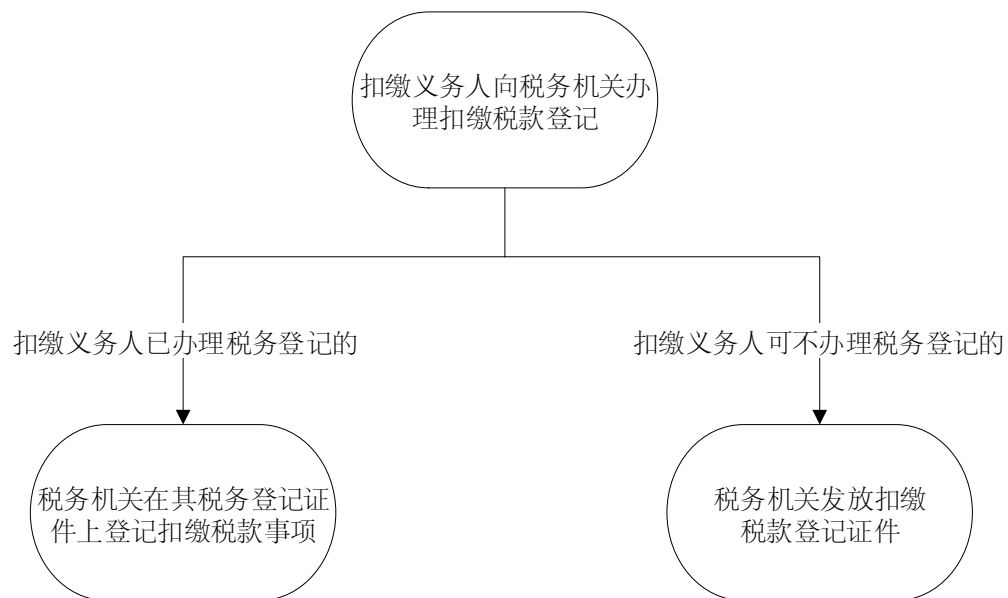 扣缴义务人向税务机关办
理扣缴税款登记
扣缴义务人已办理税务登记的
扣缴义务人可不办理税务登记的
税务机关在其税务登记证
件上登记扣缴税款事项
税务机关发放扣缴
税款登记证件